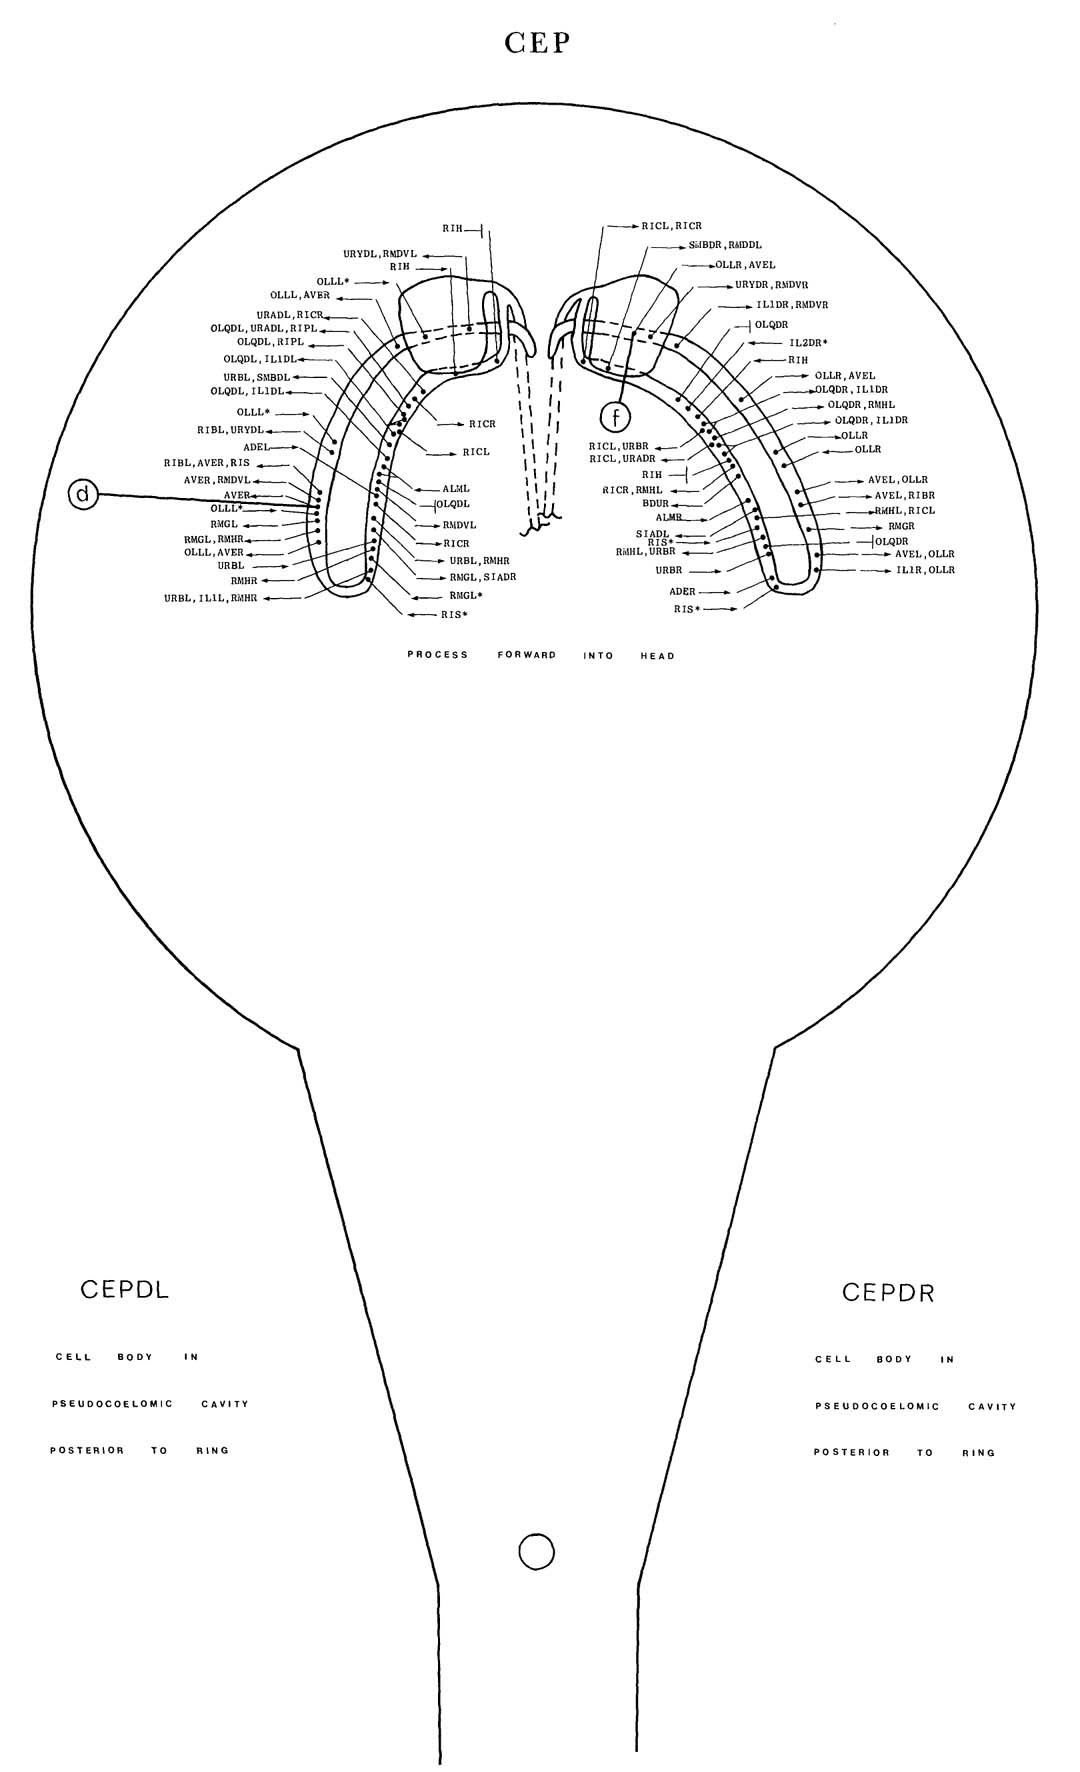 CEP
RIH
RICL,RICR
SMBDR,RMDDL
URYDL,RMDVL
RIH
OLLR,AVEL
OLLL*
URYDR,RMDVR
OLLL,AVER
IL1DR,RMDVR
URADL,RICR
OLQDR
OLQDL,URADL,RIPL
OLQDL,RIPL
IL2DR*
OLQDL,IL1DL
RIH
URBL,SMBDL
OLLR,AVEL
OLQDL,IL1DL
OLQDR,IL1DR
OLQDR,RMHL
OLLL*
f
OLQDR,IL1DR
RICR
RIBL,URYDL
OLLR
ADEL
RICL,URBR
OLLR
RICL
RICL,URADR
RIBL,AVER,RIS
RIH
AVER,RMDVL
AVEL,OLLR
ALML
RICR,RMHL
d
AVER
AVEL,RIBR
OLQDL
BDUR
OLLL*
RMHL,RICL
ALMR
RMGL
RMDVL
RMGR
SIADL
RMGL,RMHR
RICR
RIS*
OLQDR
OLLL,AVER
RMHL,URBR
AVEL,OLLR
URBL
URBL,RMHR
URBR
IL1R,OLLR
RMHR
RMGL,SIADR
ADER
URBL,IL1L,RMHR
RMGL*
RIS*
RIS*
PROCESS FORWARD INTO HEAD
CEPDL
CELL BODY IN
PSEUDOCOELOMIC CAVITY
POSTERIOR TO RING
CEPDR
CELL BODY IN
PSEUDOCOELOMIC CAVITY
POSTERIOR TO RING